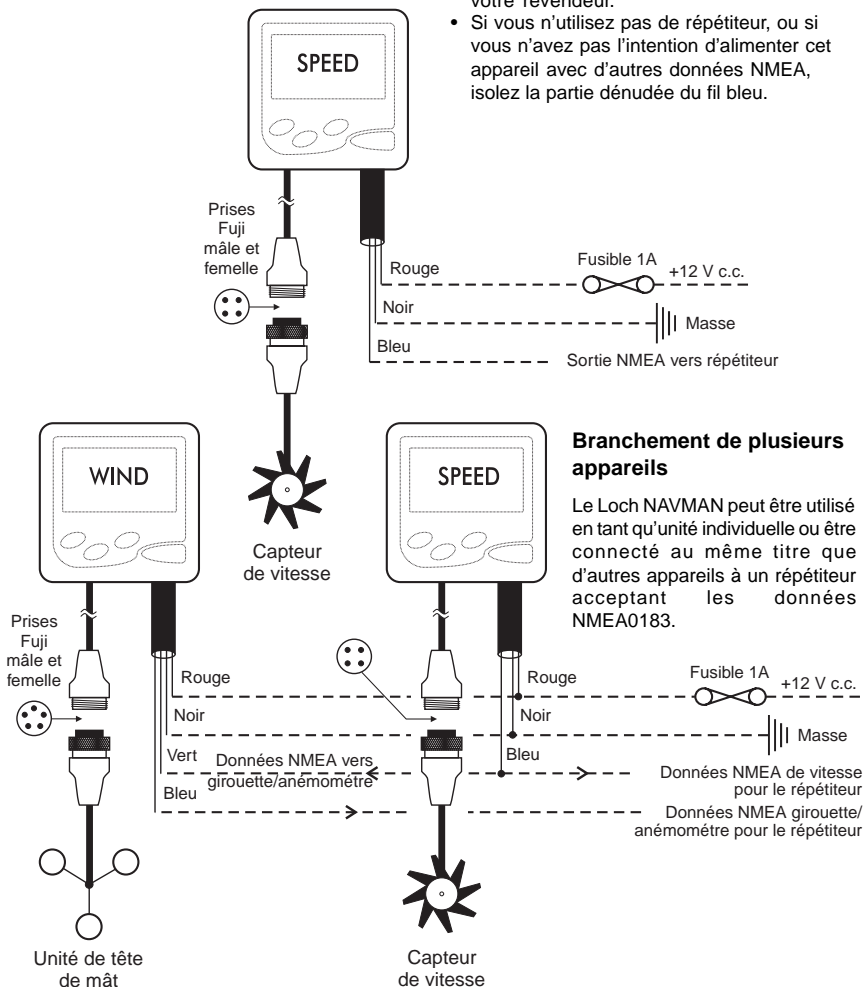 votre revendeur.
• Si vous n'utilisez pas de répétiteur, ou si
vous n'avez pas l'intention d'alimenter cet
appareil avec d'autres données NMEA,
isolez la partie dénudée du fil bleu.
SPEED
Prises
Fuji
mâle et
femelle
Rouge
Fusible 1A
+12 V c.c.
Noir
Masse
Bleu
Sortie NMEA vers répétiteur
Capteur
de vitesse
WIND
SPEED
Branchement de plusieurs
appareils
Le Loch NAVMAN peut être utilisé
en tant qu'unité individuelle ou être
connecté au même titre que
d'autres appareils à un répétiteur
acceptant les données
NMEA0183.
Prises
Fuji
mâle et
femelle
Rouge
Rouge
Fusible 1A
+12 V c.c.
Noir
Noir
Masse
Vert
Données NMEA vers
girouette/anémométre
Bleu
Bleu
Données NMEA de vitesse
pour le répétiteur
Données NMEA girouette/
anémométre pour le répétiteur
Unité de tête
de mât
Capteur
de vitesse